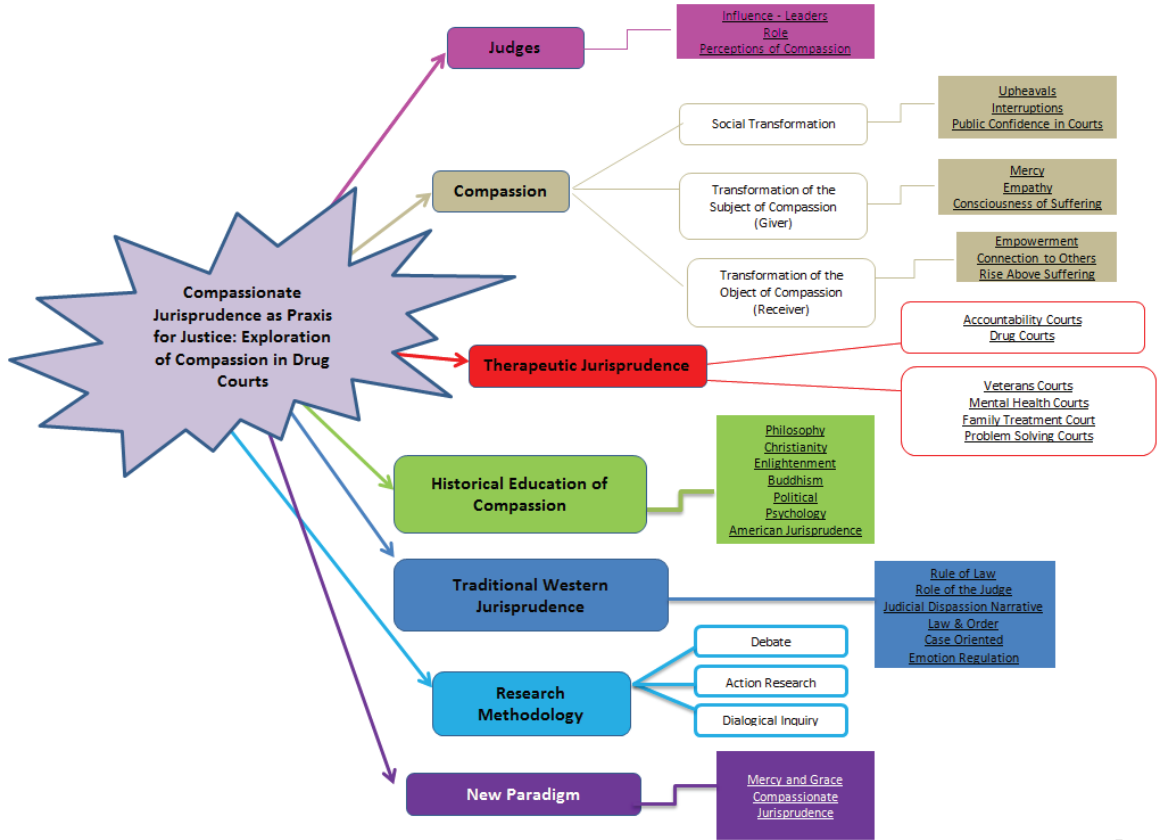 Compassionate
Jurisprudence as Praxis
for Justice: Exploration
of Compassion in Drug
Courts
Judges
Influence - Leaders
Role
Perceptions of Compassion
Compassion
Social Transformation
Upheavals
Interruptions
Public Confidence in Courts
Transformation of the
Subject of Compassion
(Giver)
Mercy
Empathy
Consciousness of Suffering
Transformation of the
Object of Compassion
(Receiver)
Empowerment
Connection to Others
Rise Above Suffering
Therapeutic Jurisprudence
Accountability Courts
Drug Courts
Veterans Courts
Mental Health Courts
Family Treatment Court
Problem Solving Courts
Historical Education of
Compassion
Philosophy
Christianity
Enlightenment
Buddhism
Political
Psychology
American Jurisprudence
Traditional Western
Jurisprudence
Rule of Law
Role of the Judge
Judicial Dispassion Narrative
Law & Order
Case Oriented
Emotion Regulation
Research
Methodology
Debate
Action Research
Dialogical Inquiry
New Paradigm
Mercy and Grace
Compassionate
Jurisprudence